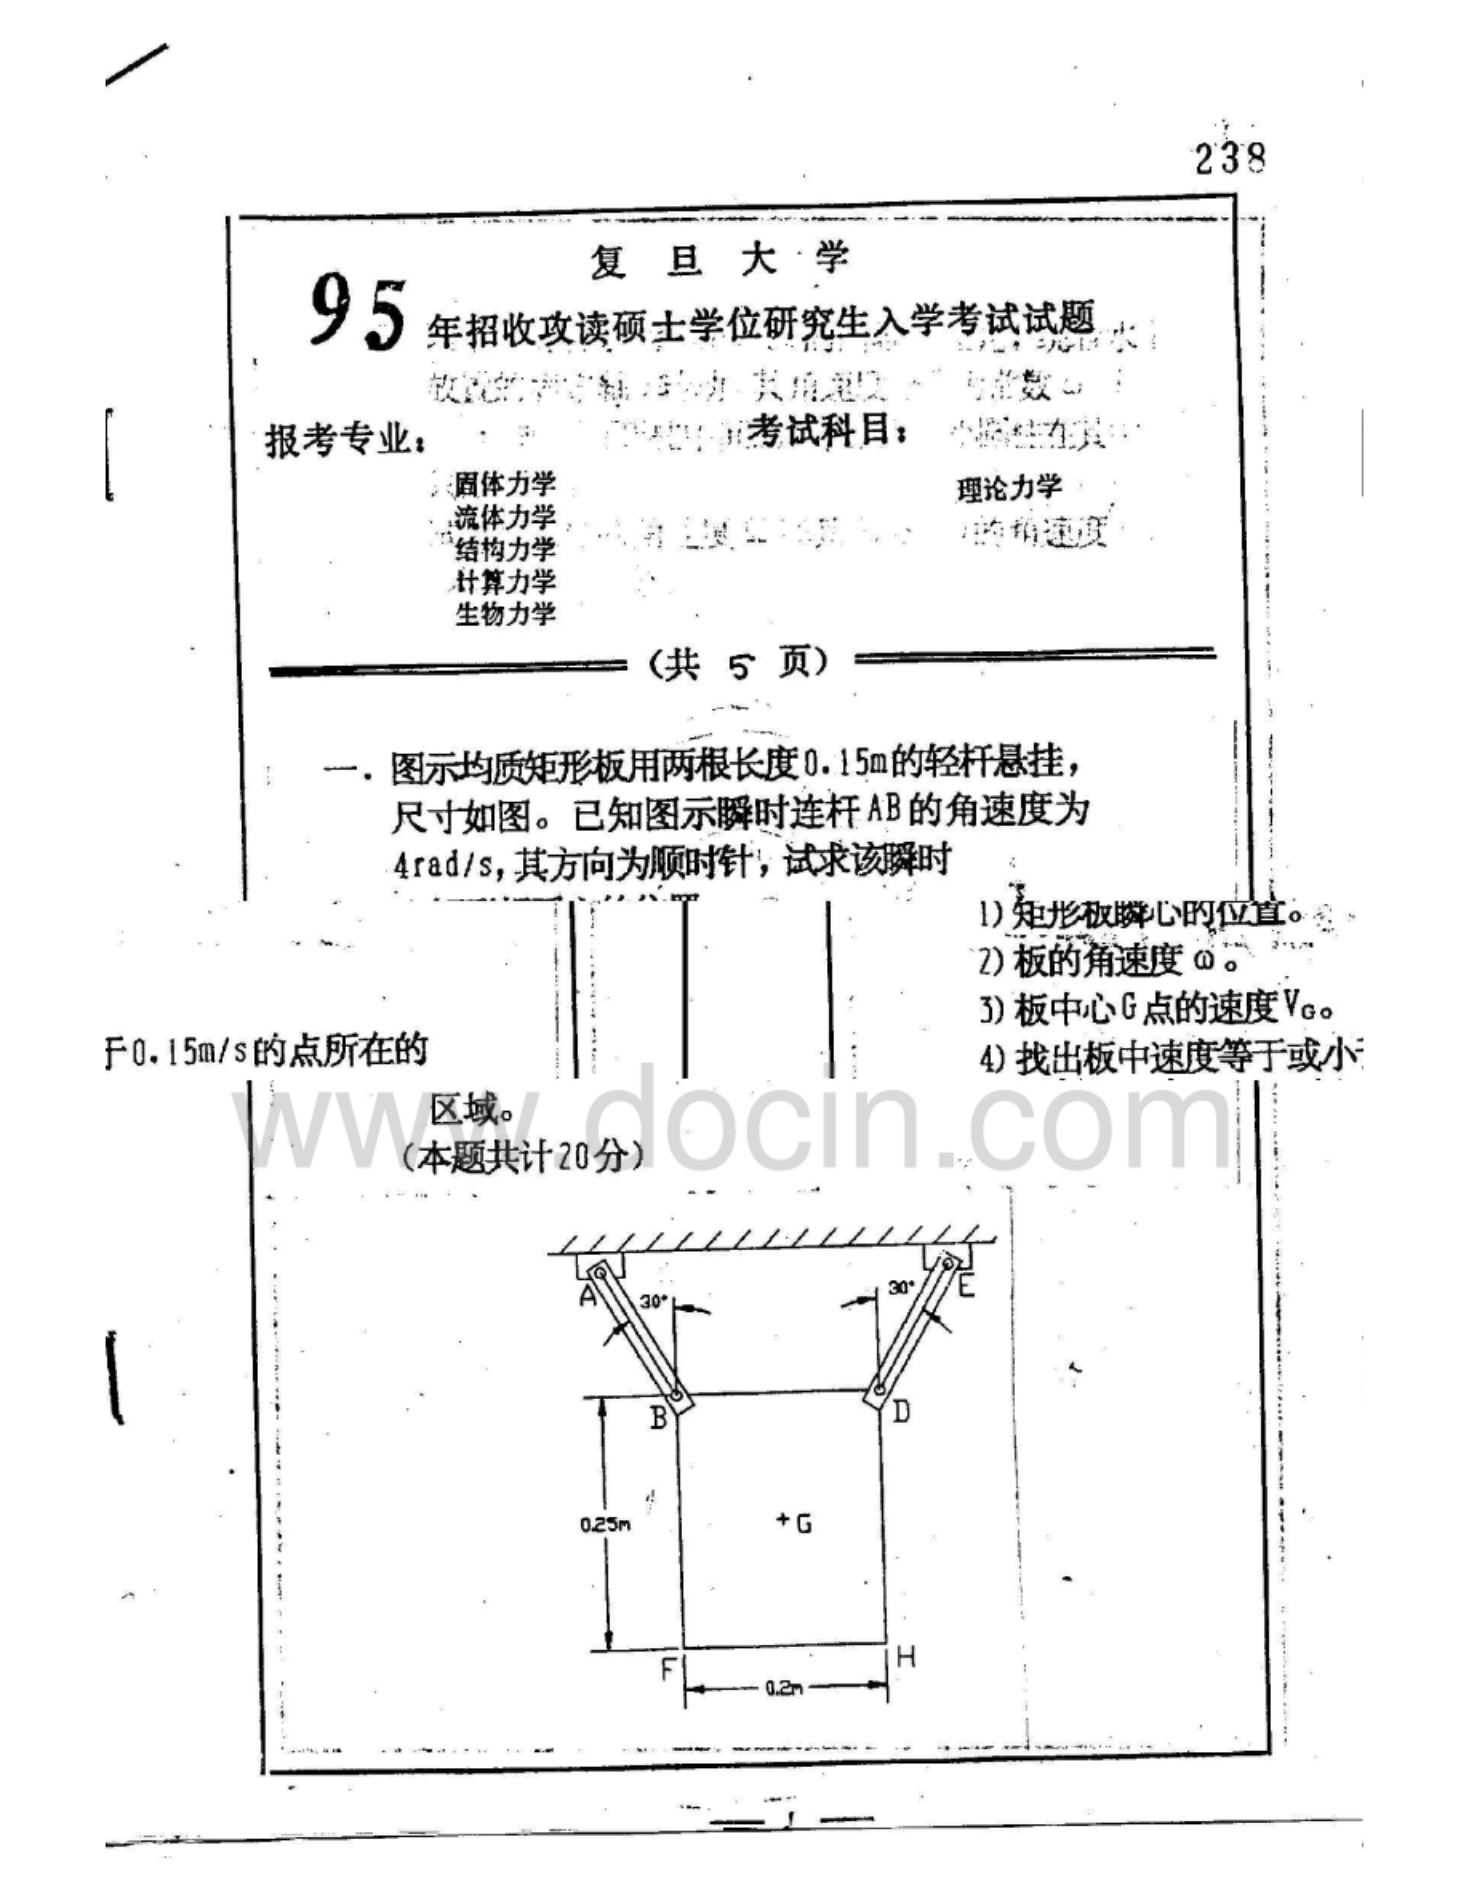 238
复旦大学
95年招收攻读硕士学位研究生入学考试试题
报考专业： 考试科目：
固体力学 理论力学
流体力学
结构力学
计算力学
生物力学
（共 5 页）
一．图示均质矩形板用两根长度0.15m的轻杆悬挂，
尺寸如图。已知图示瞬时连杆AB的角速度为
4rad/s，其方向为顺时针，试求该瞬时
1) 矩形板瞬心的位置。
2) 板的角速度ω。
3) 板中心G点的速度VG。
4) 找出板中速度等于或小于0.15m/s的点所在的
区域。
（本题共计20分）
www.docin.com
A 30° 30° E
B D
0.25m
G
F H
0.2m
— 1 —